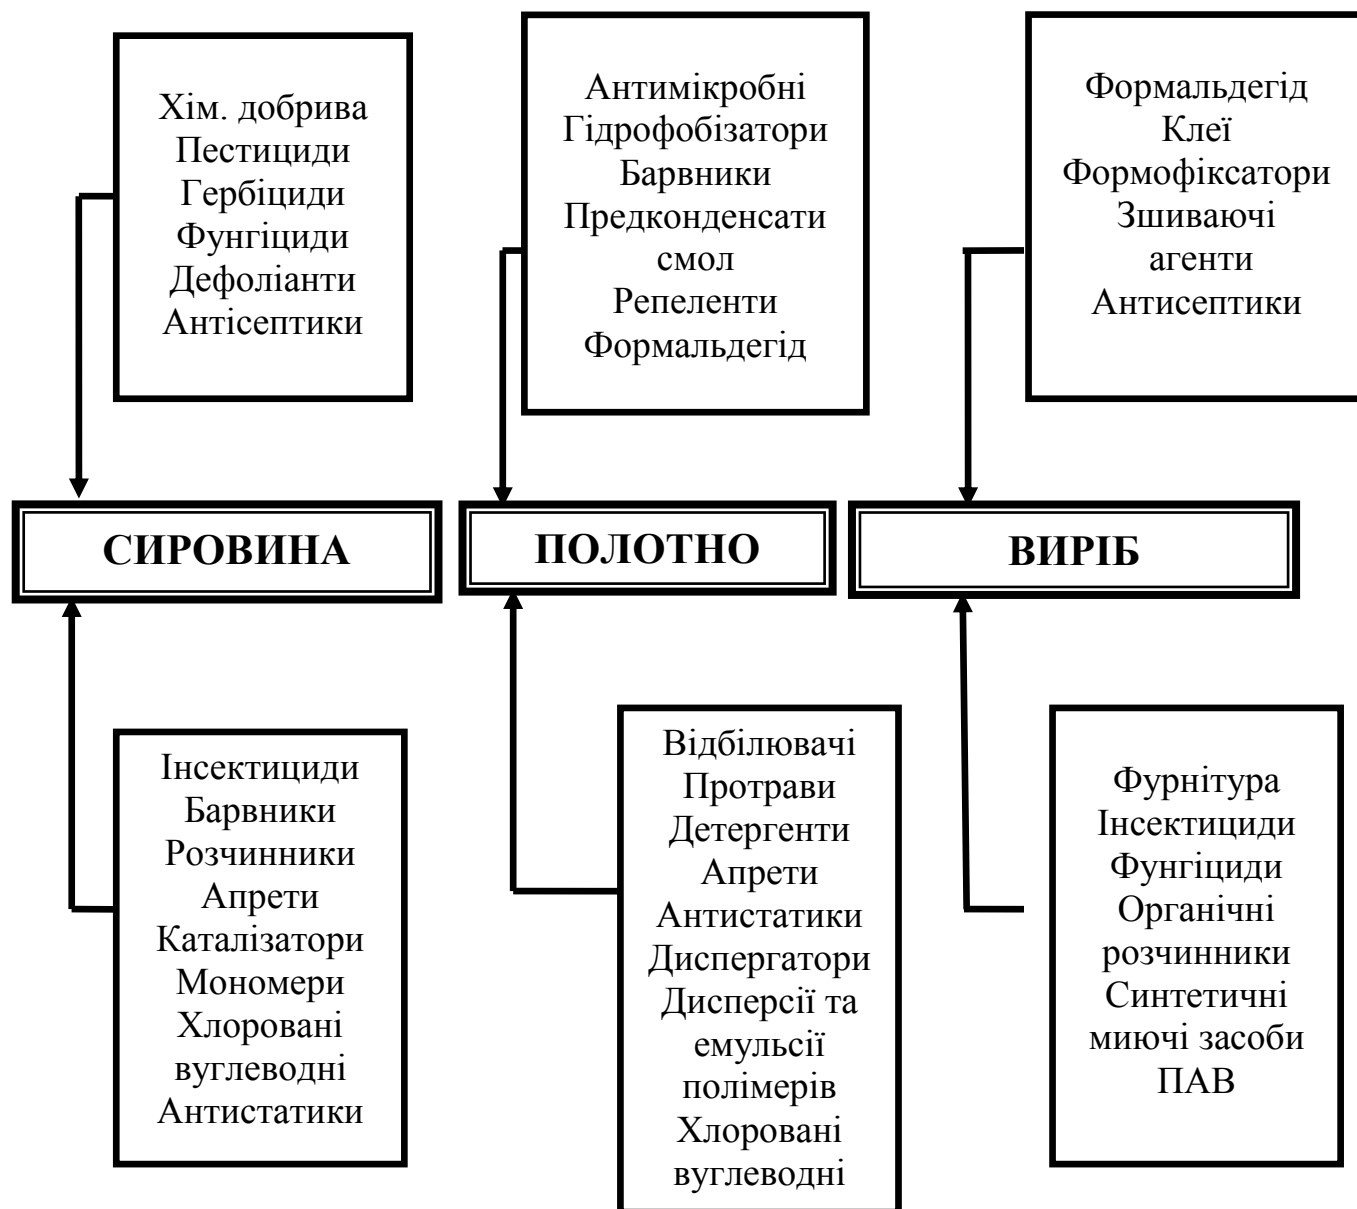 Хім. добрива
Пестициди
Гербіциди
Фунгіциди
Дефоліанти
Антісептики
Антимікробні
Гідрофобізатори
Барвники
Предконденсати
смол
Репеленти
Формальдегід
Формальдегід
Клеї
Формофіксатори
Зшиваючі
агенти
Антисептики
СИРОВИНА
ПОЛОТНО
ВИРІБ
Інсектициди
Барвники
Розчинники
Апрети
Каталізатори
Мономери
Хлоровані
вуглеводні
Антистатики
Відбілювачі
Протрави
Детергенти
Апрети
Антистатики
Диспергатори
Дисперсії та
емульсії
полімерів
Хлоровані
вуглеводні
Фурнітура
Інсектициди
Фунгіциди
Органічні
розчинники
Синтетичні
миючі засоби
ПАВ